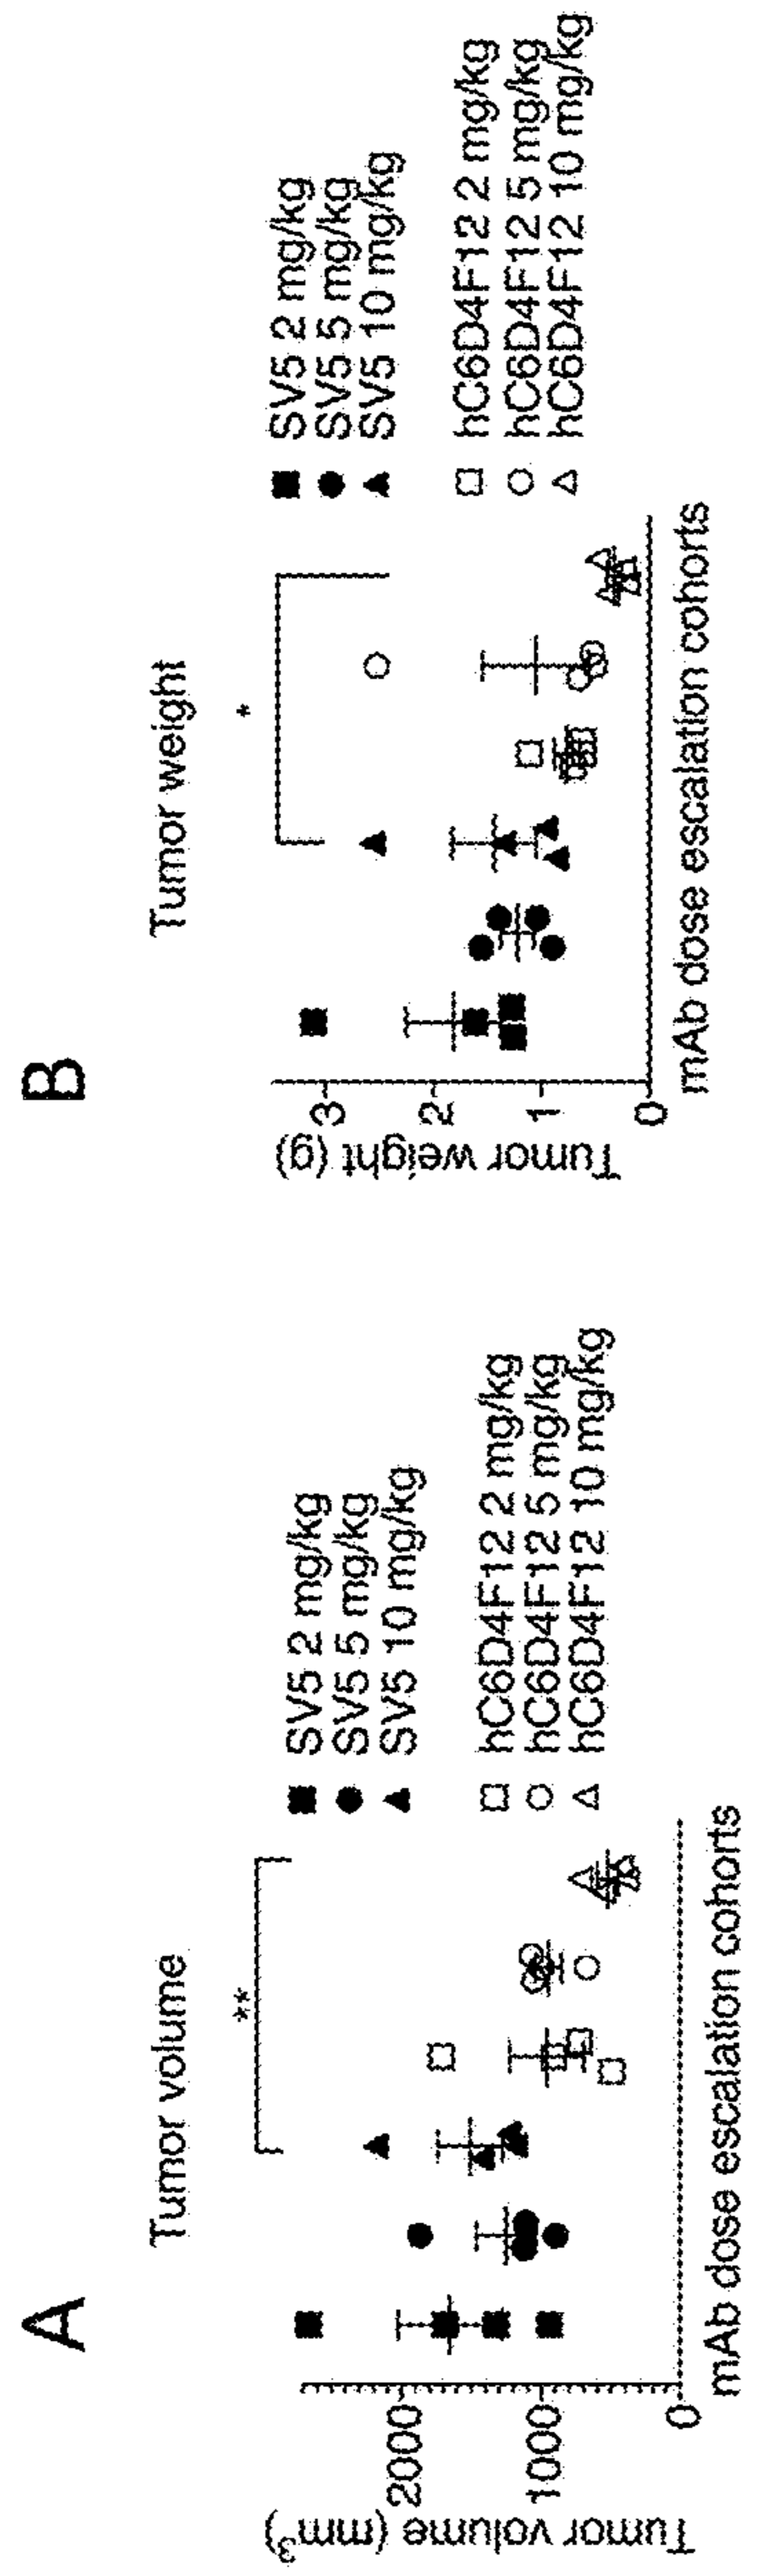 A
Tumor volume
**
Tumor volume (mm3)
2000
1000
0
mAb dose escalation cohorts
SV5 2 mg/kg
SV5 5 mg/kg
SV5 10 mg/kg
hC6D4F12 2 mg/kg
hC6D4F12 5 mg/kg
hC6D4F12 10 mg/kg
B
Tumor weight
*
Tumor weight (g)
3
2
1
0
mAb dose escalation cohorts
SV5 2 mg/kg
SV5 5 mg/kg
SV5 10 mg/kg
hC6D4F12 2 mg/kg
hC6D4F12 5 mg/kg
hC6D4F12 10 mg/kg